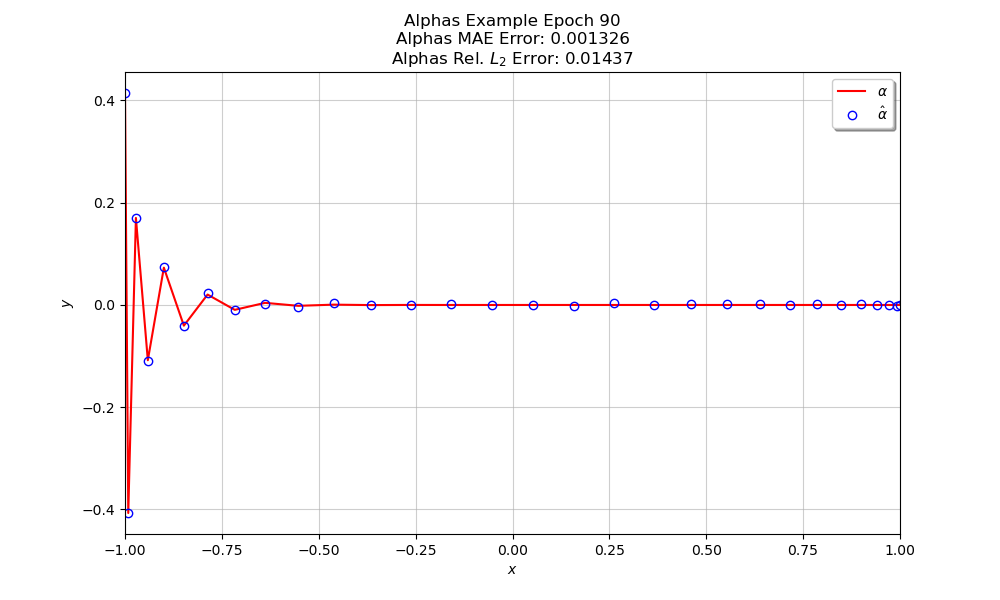 Alphas Example Epoch 90
Alphas MAE Error: 0.001326
Alphas Rel. $L_2$ Error: 0.01437
α
α̂
0.4
0.2
0.0
−0.2
−0.4
y
−1.00 −0.75 −0.50 −0.25 0.00 0.25 0.50 0.75 1.00
x